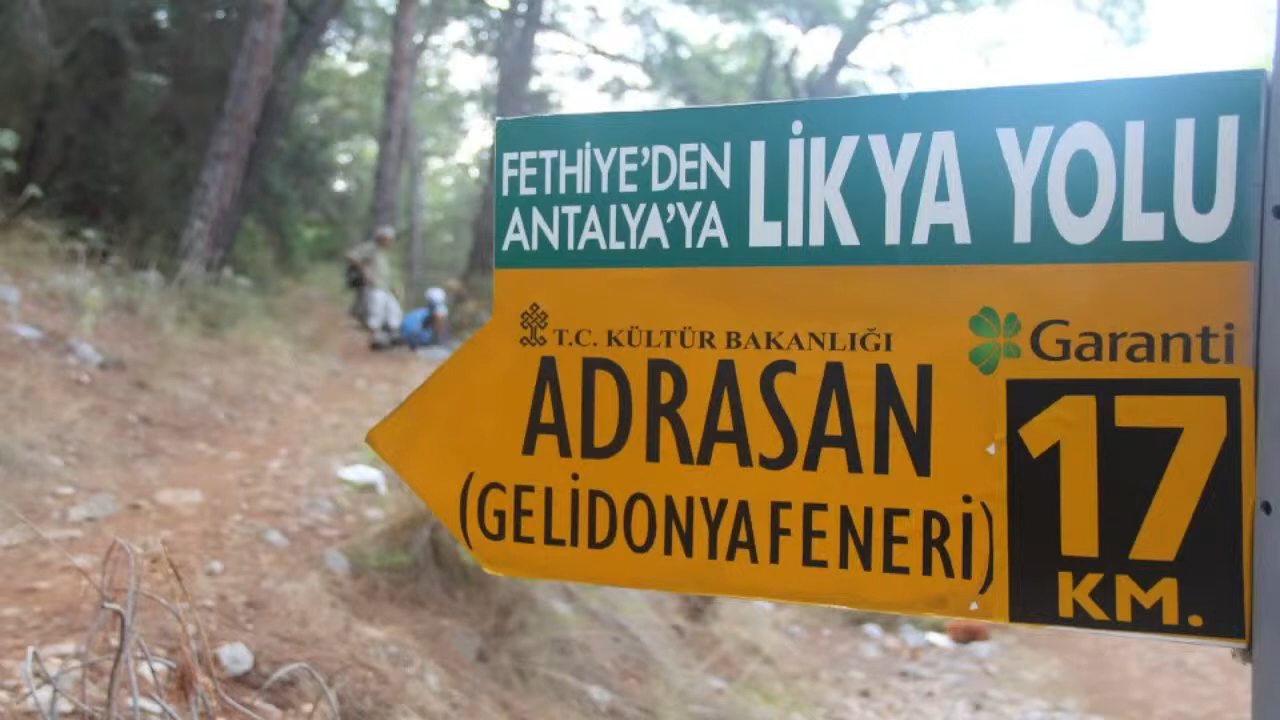 FETHİYE'DEN
ANTALYA'YA
LİKYA YOLU
T.C. KÜLTÜR BAKANLIĞI
Garanti
ADRASAN
(GELİDONYAFENERİ)
17
KM.